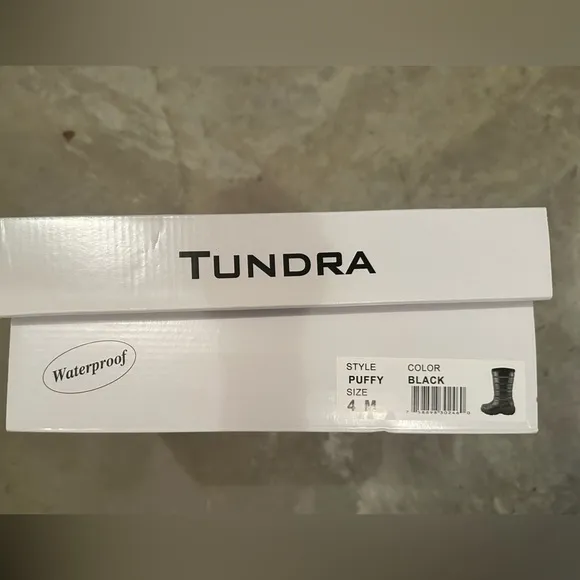 TUNDRA
Waterproof
STYLE COLOR
PUFFY BLACK
SIZE
4 M